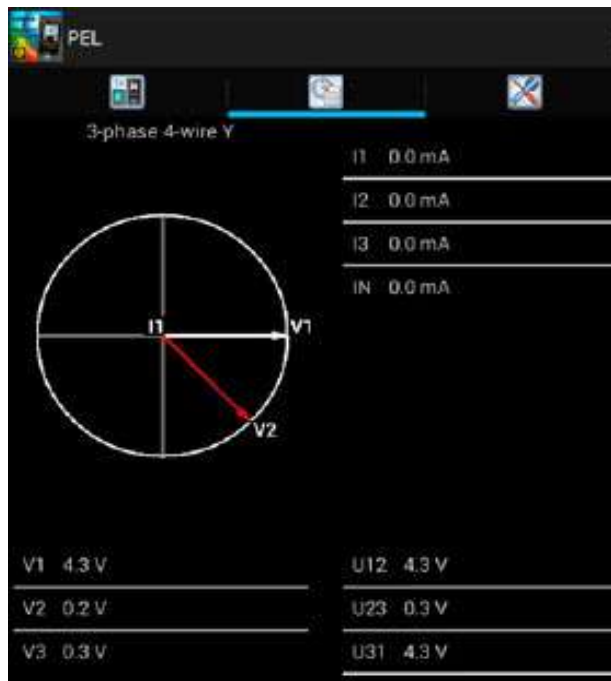 PEL
3-phase 4-wire Y
I1 0.0 mA
I2 0.0 mA
I3 0.0 mA
IN 0.0 mA
I1
V1
V2
V1 4.3 V
V2 0.2 V
V3 0.3 V
U12 4.3 V
U23 0.3 V
U31 4.3 V